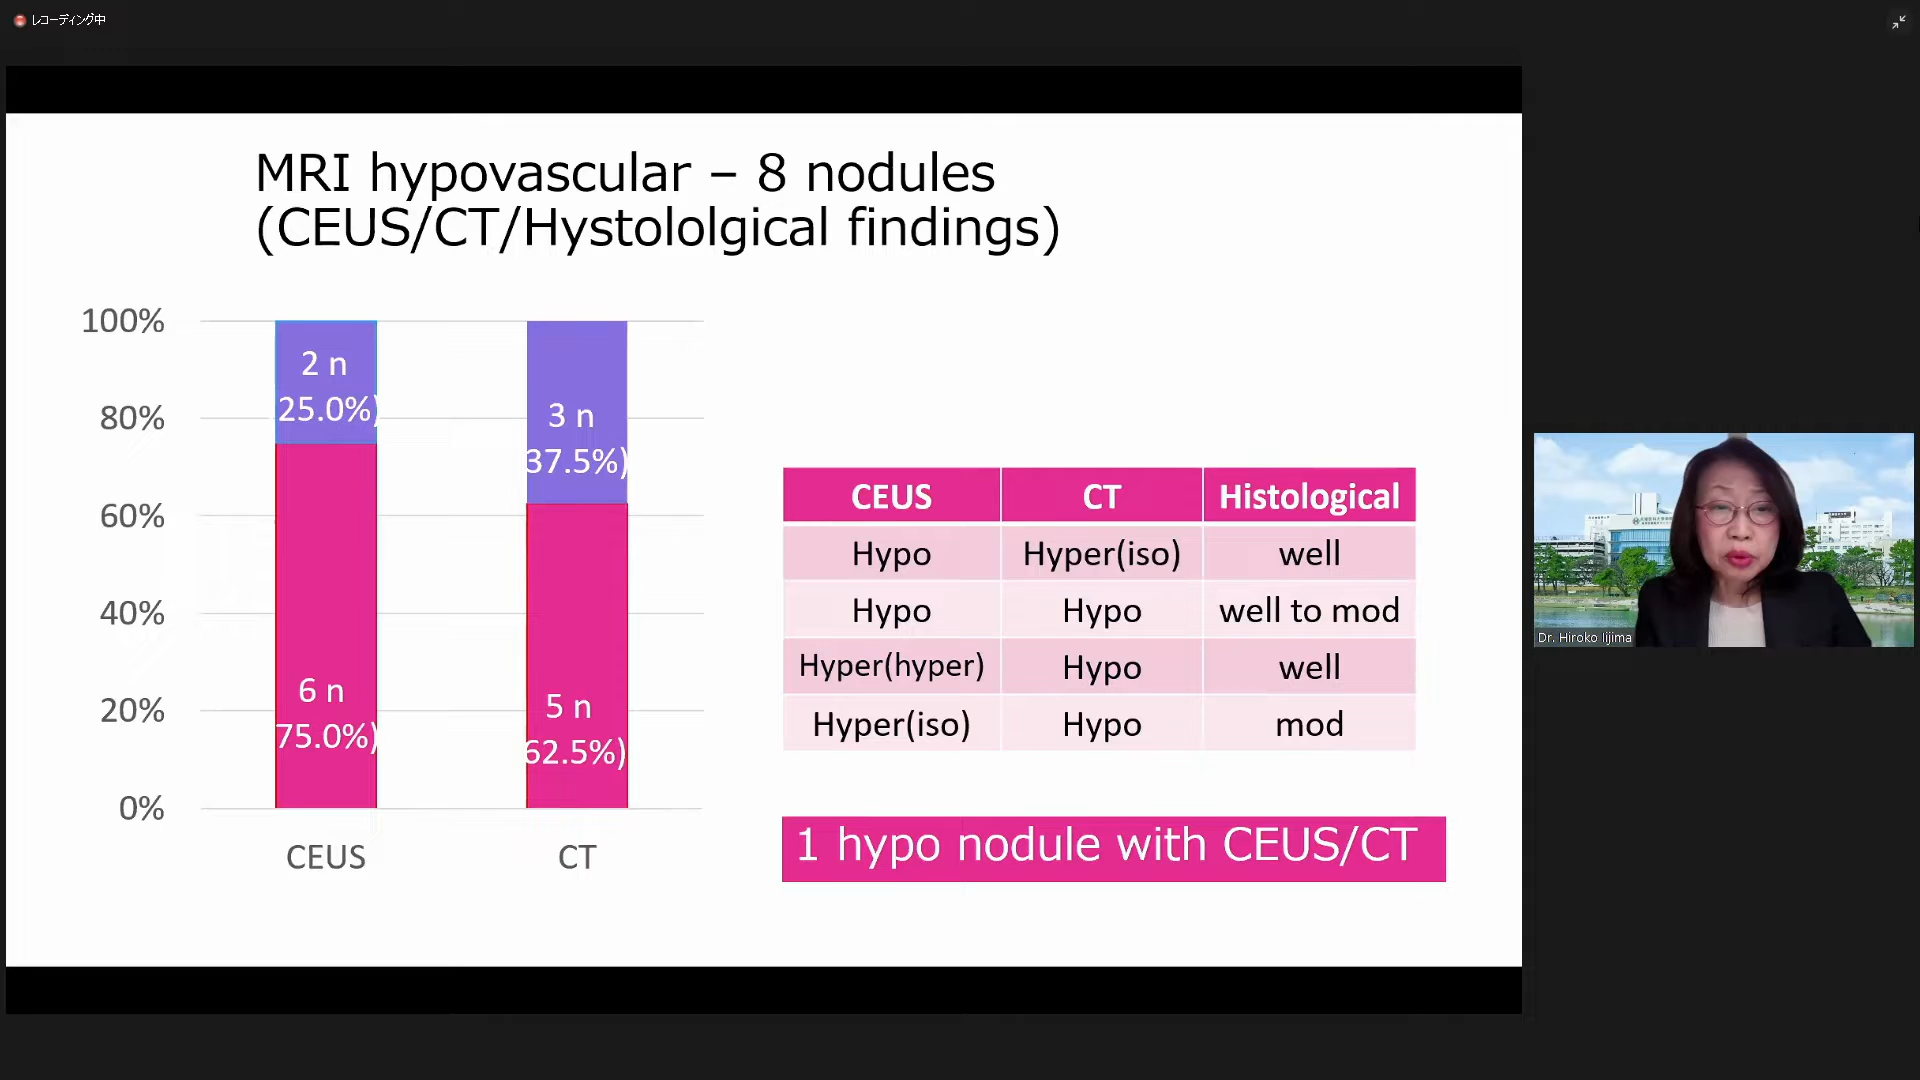 レコーディング中
MRI hypovascular – 8 nodules
(CEUS/CT/Hystololgical findings)
100%
80%
60%
40%
20%
0%
2 n
25.0%)
6 n
75.0%)
3 n
37.5%)
5 n
62.5%)
CEUS
CT
CEUS CT Histological
Hypo Hyper(iso) well
Hypo Hypo well to mod
Hyper(hyper) Hypo well
Hyper(iso) Hypo mod
1 hypo nodule with CEUS/CT
Dr. Hiroko Iijima